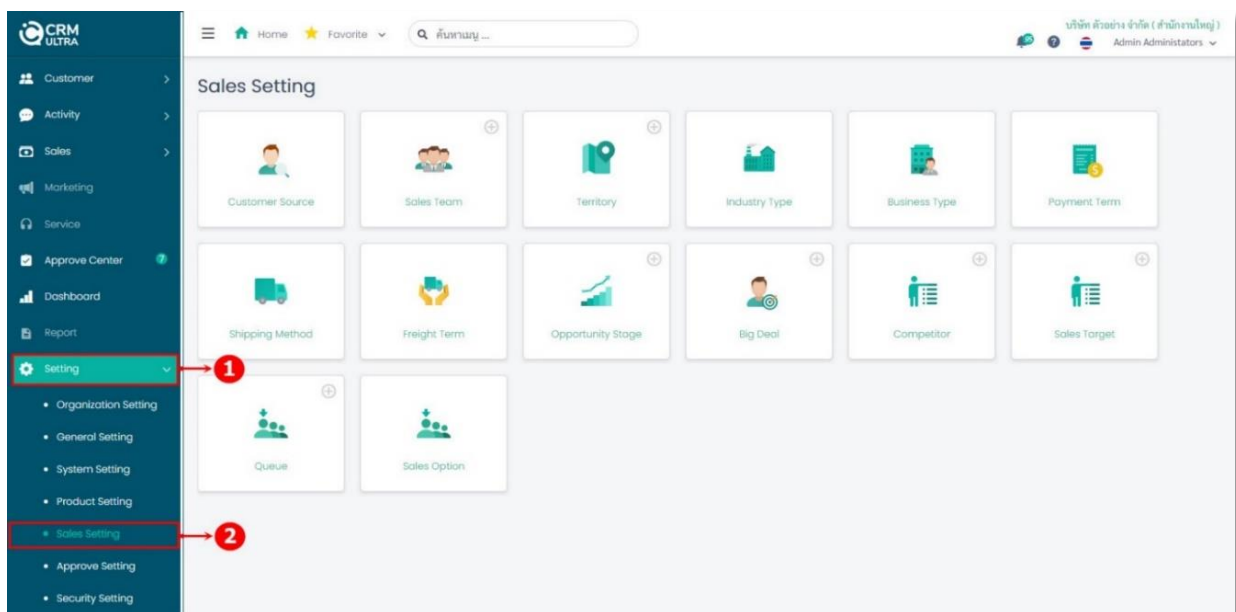 CRM
ULTRA
Home
Favorite
ค้นหาเมนู ...
บริษัท ตัวอย่าง จำกัด ( สำนักงานใหญ่ )
Admin Administators
Customer
Activity
Sales
Marketing
Service
Approve Center 7
Dashboard
Report
Setting
1
Organization Setting
General Setting
System Setting
Product Setting
Sales Setting
2
Approve Setting
Security Setting
Sales Setting
Customer Source
Sales Team
Territory
Industry Type
Business Type
Payment Term
Shipping Method
Freight Term
Opportunity Stage
Big Deal
Competitor
Sales Target
Queue
Sales Option